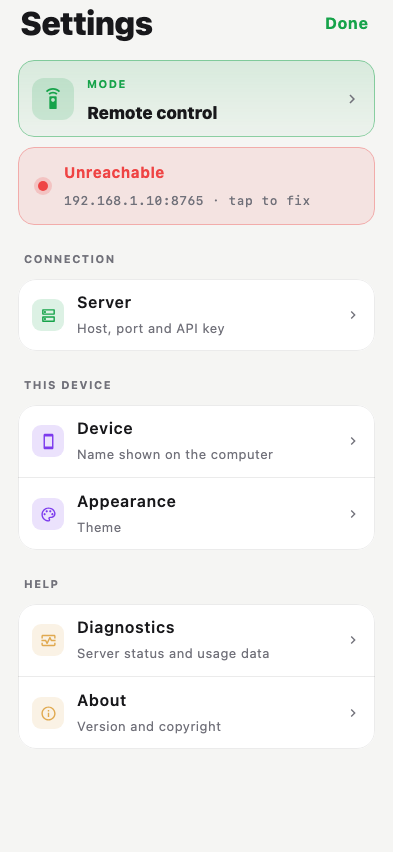 Settings
Done
MODE
Remote control
Unreachable
192.168.1.10:8765 · tap to fix
CONNECTION
Server
Host, port and API key
THIS DEVICE
Device
Name shown on the computer
Appearance
Theme
HELP
Diagnostics
Server status and usage data
About
Version and copyright